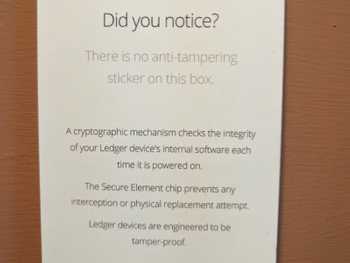 Did you notice?
There is no anti-tampering
sticker on this box.
A cryptographic mechanism checks the integrity
of your Ledger device's internal software each
time it is powered on.
The Secure Element chip prevents any
interception or physical replacement attempt.
Ledger devices are engineered to be
tamper-proof.